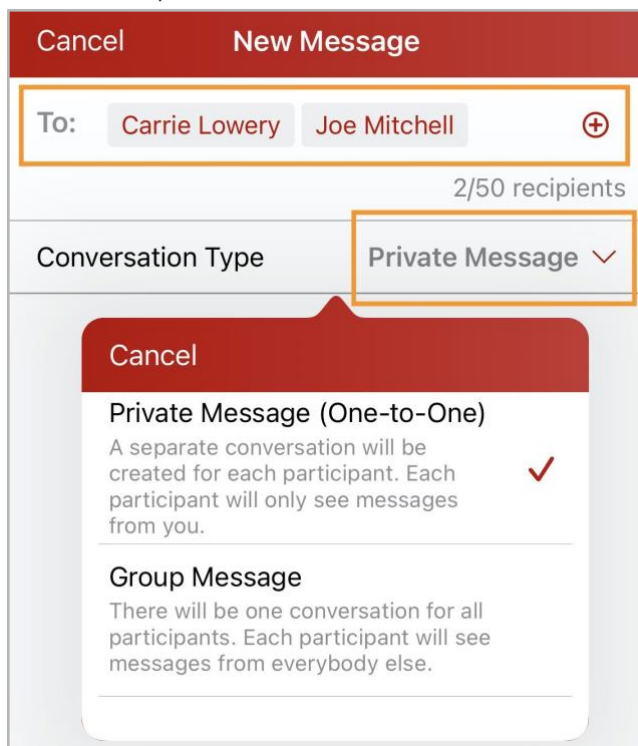 Cancel New Message
To: Carrie Lowery Joe Mitchell
2/50 recipients
Conversation Type Private Message
Cancel
Private Message (One-to-One)
A separate conversation will be
created for each participant. Each
participant will only see messages
from you.
Group Message
There will be one conversation for all
participants. Each participant will see
messages from everybody else.